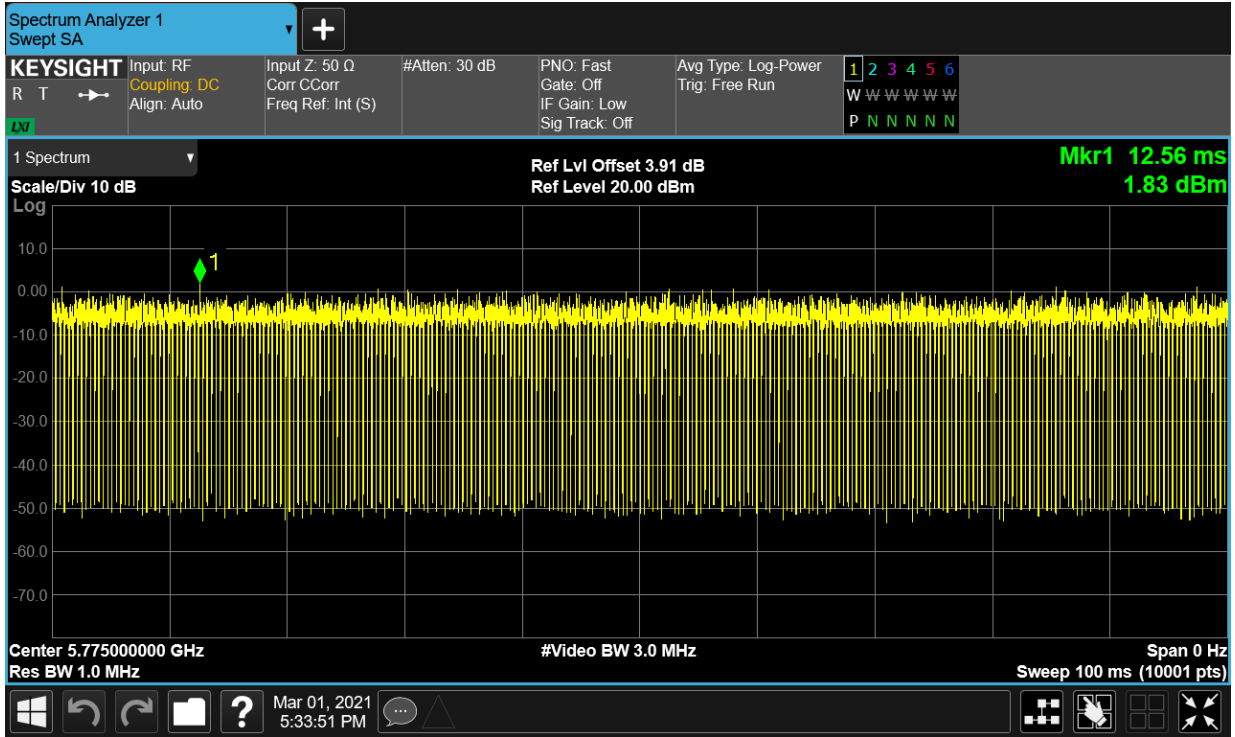 Spectrum Analyzer 1
Swept SA
KEYSIGHT
R T
LXI
Input: RF
Coupling: DC
Align: Auto
Input Z: 50 Ω
Corr CCorr
Freq Ref: Int (S)
#Atten: 30 dB
PNO: Fast
Gate: Off
IF Gain: Low
Sig Track: Off
Avg Type: Log-Power
Trig: Free Run
1 2 3 4 5 6
W W W W W W
P N N N N N
1 Spectrum
Scale/Div 10 dB
Log
Ref Lvl Offset 3.91 dB
Ref Level 20.00 dBm
Mkr1 12.56 ms
1.83 dBm
1
10.0
0.00
-10.0
-20.0
-30.0
-40.0
-50.0
-60.0
-70.0
Center 5.775000000 GHz
Res BW 1.0 MHz
#Video BW 3.0 MHz
Span 0 Hz
Sweep 100 ms (10001 pts)
?
Mar 01, 2021
5:33:51 PM